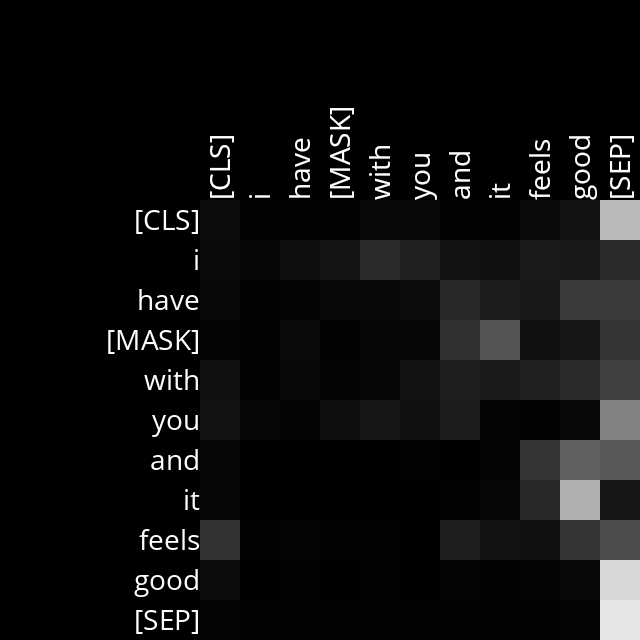 [CLS] i have [MASK] with you and it feels good [SEP]
[CLS]
i
have
[MASK]
with
you
and
it
feels
good
[SEP]